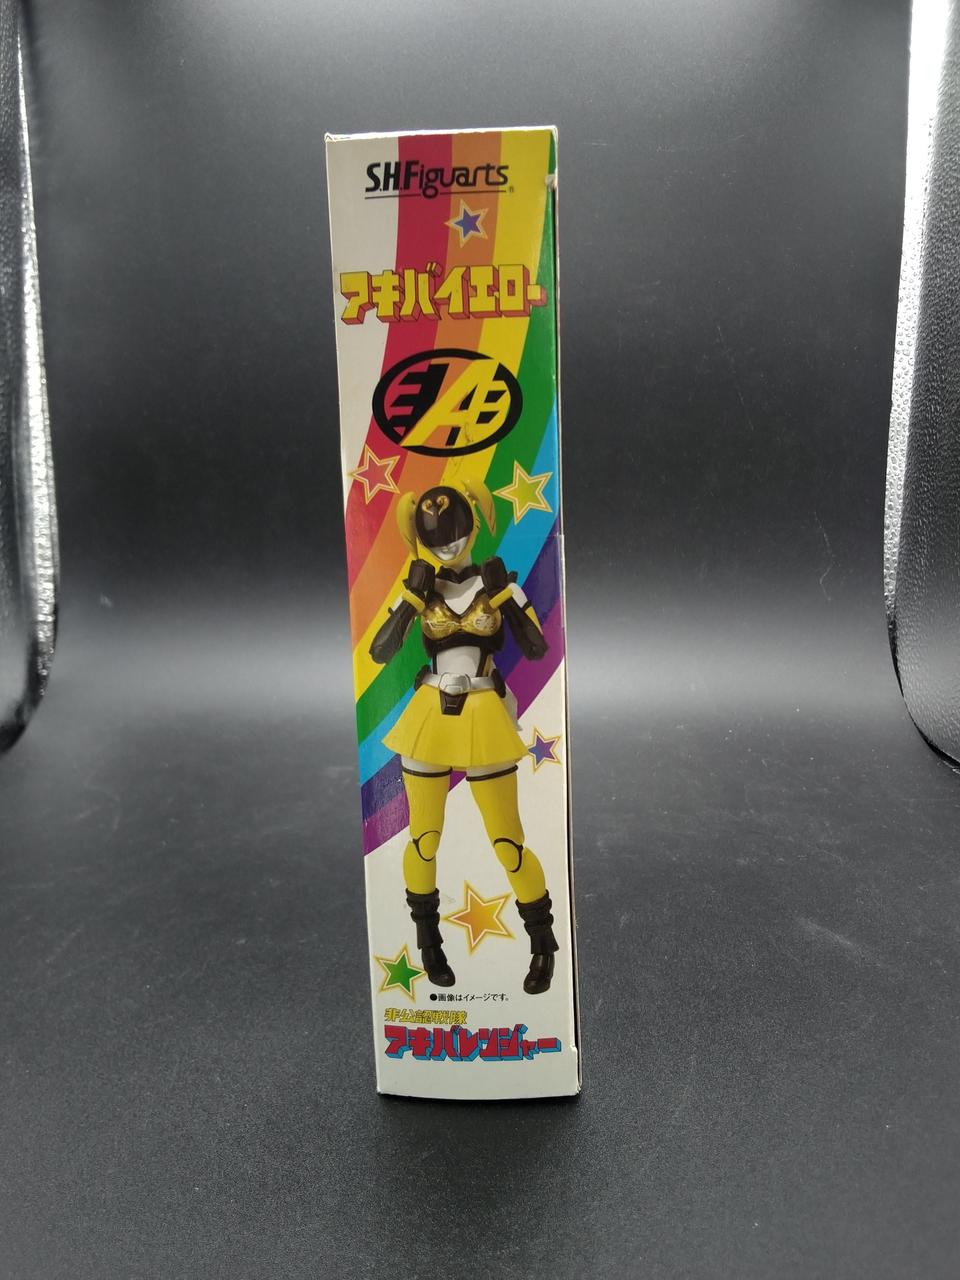 S.H.Figuarts®
アキバイエロー
A
●画像はイメージです。
非公認戦隊
アキバレンジャー